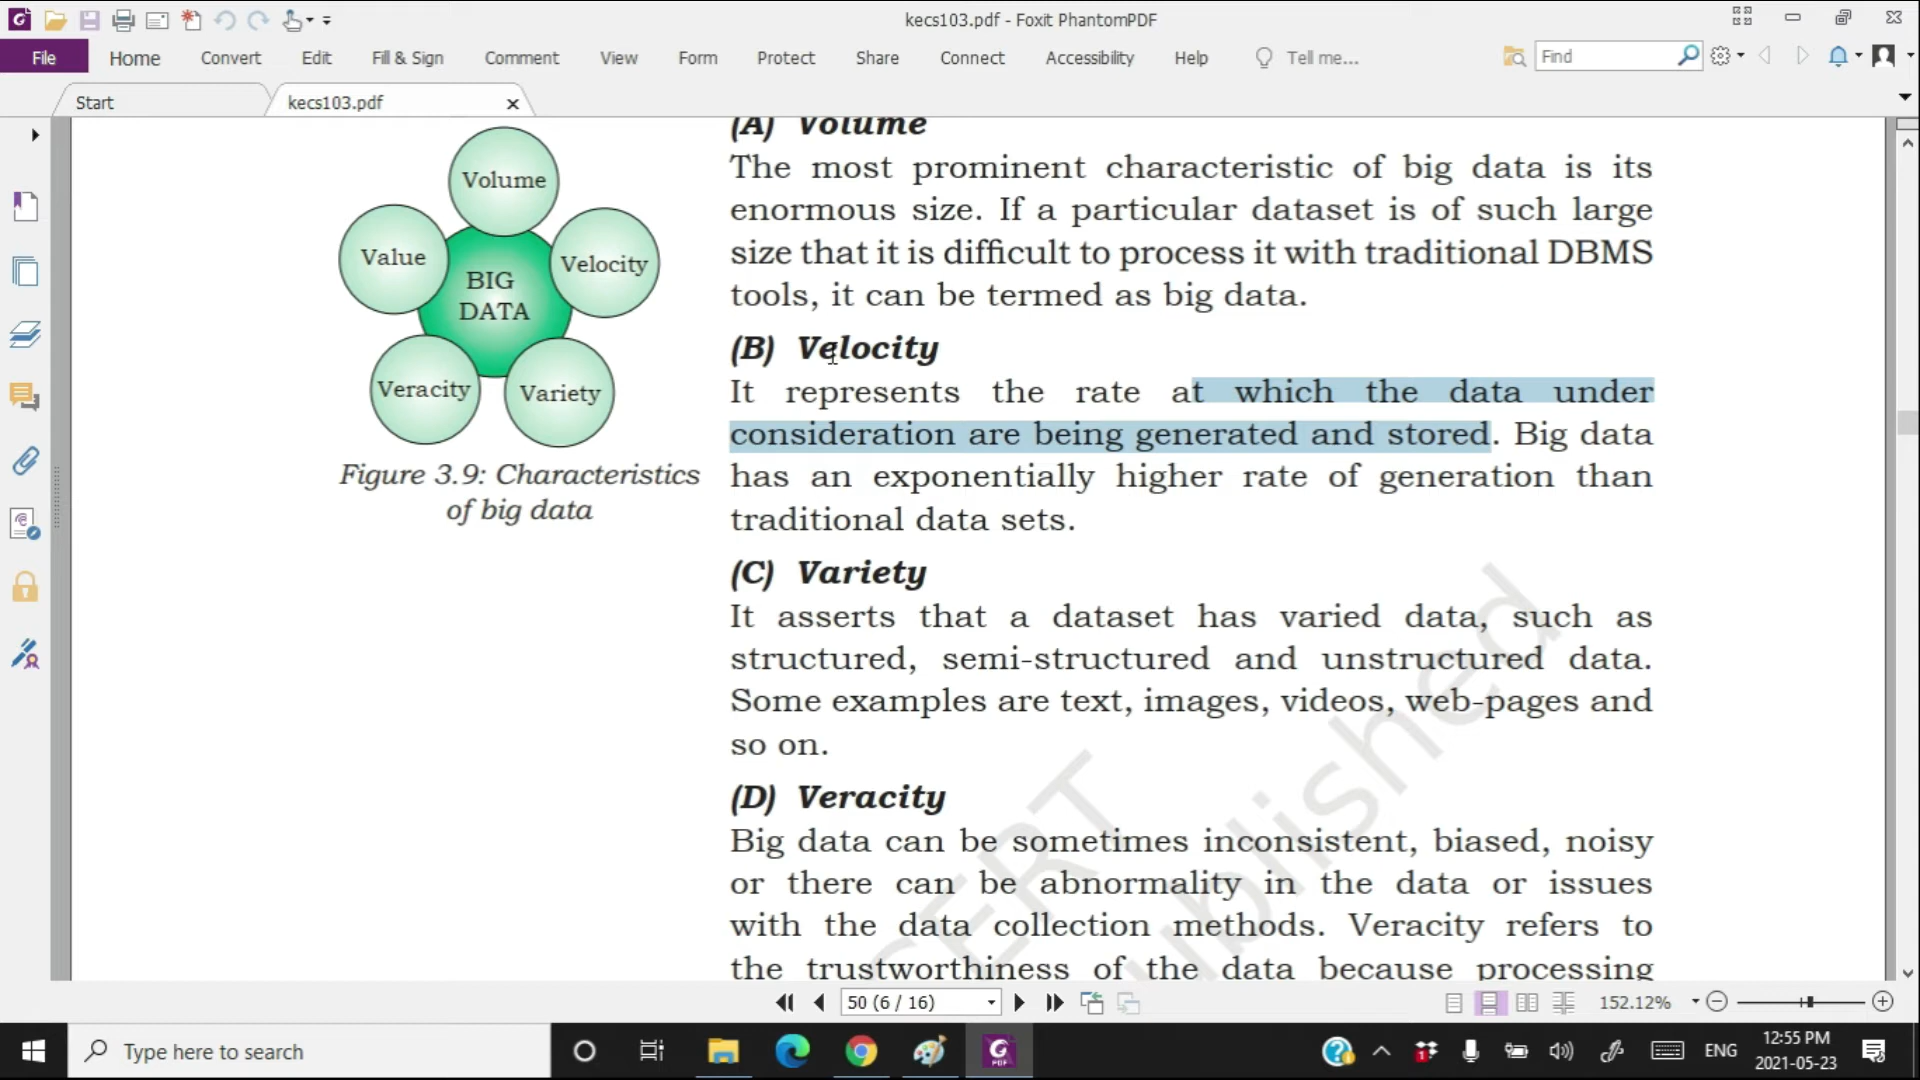 kecs103.pdf - Foxit PhantomPDF
File Home Convert Edit Fill & Sign Comment View Form Protect Share Connect Accessibility Help Tell me... Find
Start kecs103.pdf
Volume
Value
Velocity
BIG
DATA
Veracity
Variety
Figure 3.9: Characteristics
of big data
(A) Volume
The most prominent characteristic of big data is its
enormous size. If a particular dataset is of such large
size that it is difficult to process it with traditional DBMS
tools, it can be termed as big data.
(B) Velocity
It represents the rate at which the data under
consideration are being generated and stored. Big data
has an exponentially higher rate of generation than
traditional data sets.
(C) Variety
It asserts that a dataset has varied data, such as
structured, semi-structured and unstructured data.
Some examples are text, images, videos, web-pages and
so on.
(D) Veracity
Big data can be sometimes inconsistent, biased, noisy
or there can be abnormality in the data or issues
with the data collection methods. Veracity refers to
the trustworthiness of the data because processing
50 (6 / 16) 152.12%
Type here to search
ENG
12:55 PM
2021-05-23